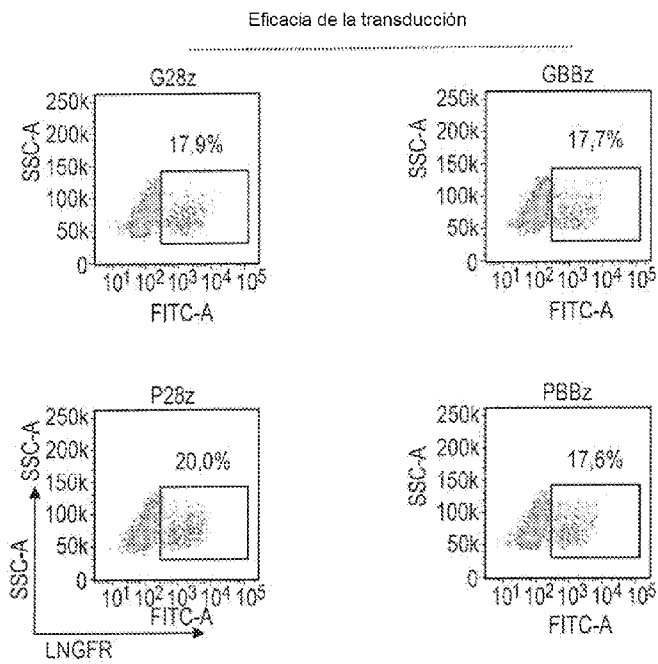 Eficacia de la transducción
G28z
SSC-A
250k
200k
150k
100k
50k
0
17,9%
10¹ 10² 10³ 10⁴ 10⁵
FITC-A
GBBz
SSC-A
250k
200k
150k
100k
50k
0
17,7%
10¹ 10² 10³ 10⁴ 10⁵
FITC-A
P28z
SSC-A
250k
200k
150k
100k
50k
0
20,0%
10¹ 10² 10³ 10⁴ 10⁵
FITC-A
SSC-A
LNGFR
PBBz
SSC-A
250k
200k
150k
100k
50k
0
17,6%
10¹ 10² 10³ 10⁴ 10⁵
FITC-A